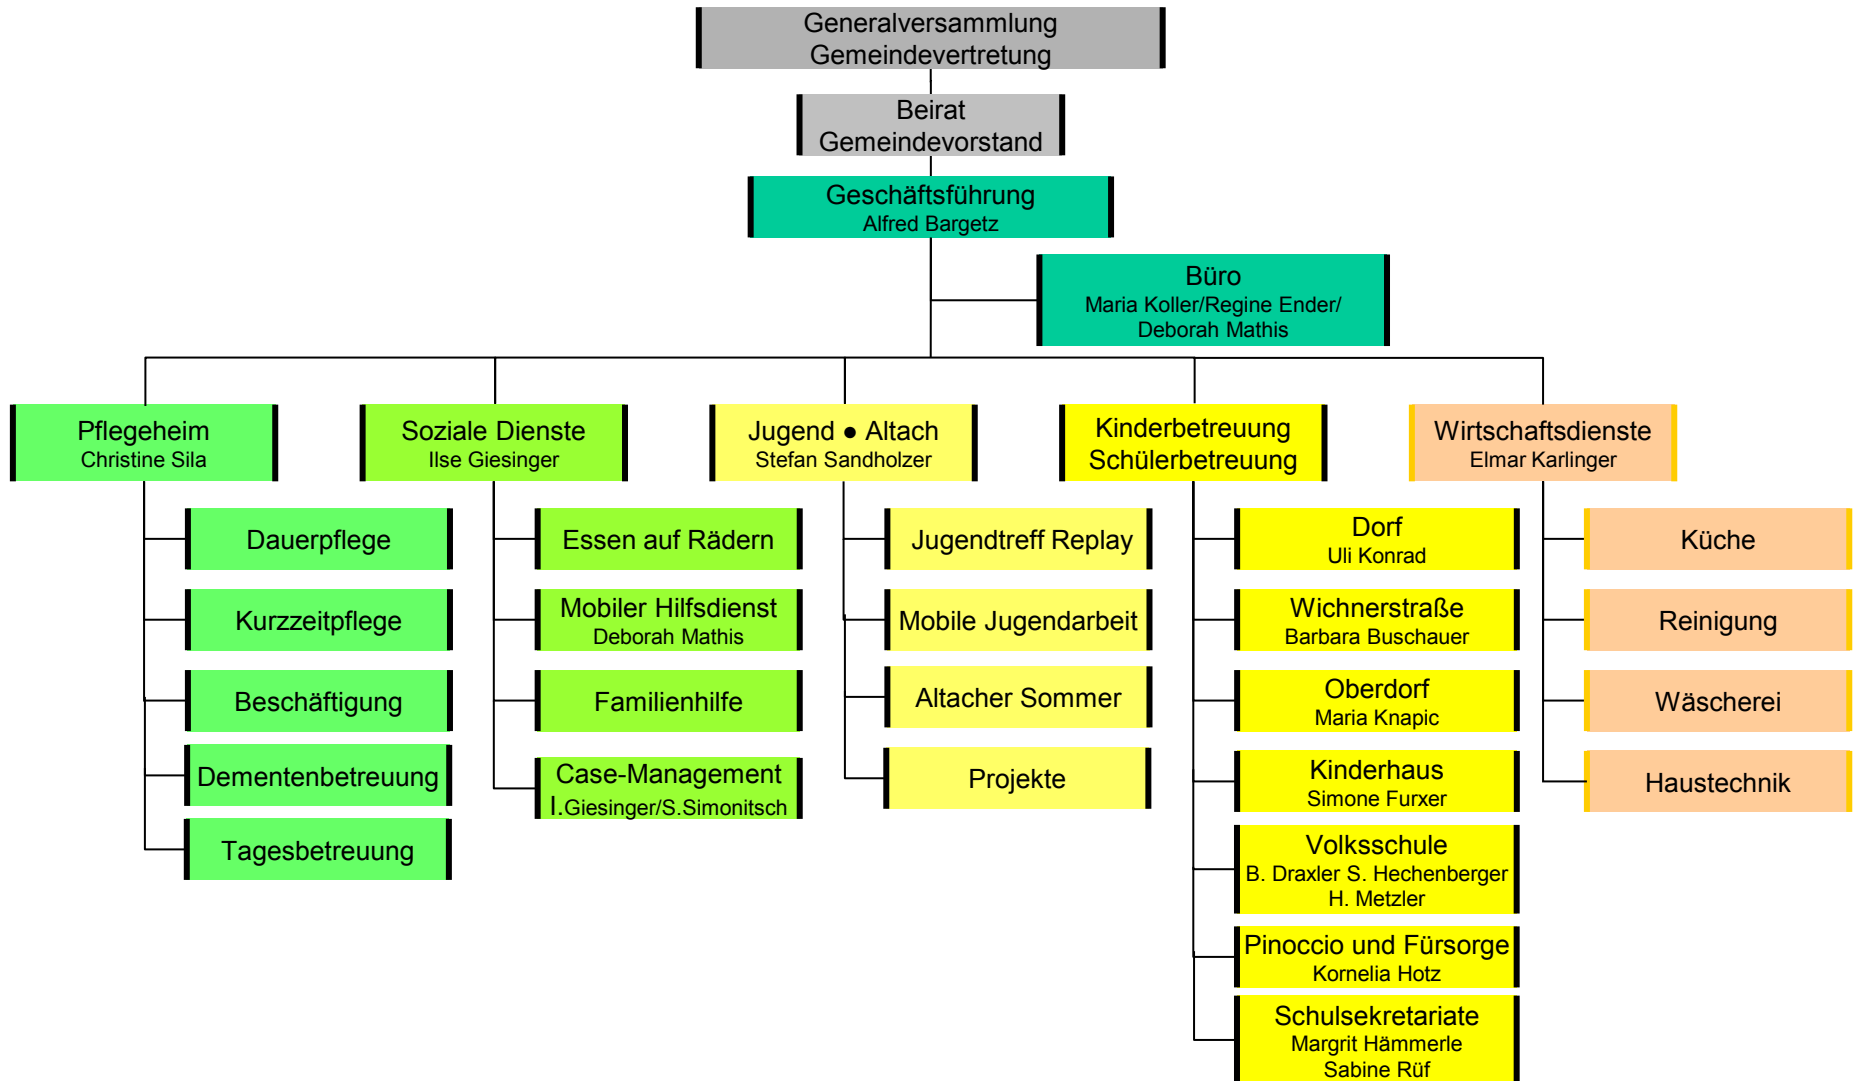 Generalversammlung
Gemeindevertretung
Beirat
Gemeindevorstand
Geschäftsführung
Alfred Bargetz
Büro
Maria Koller/Regine Ender/
Deborah Mathis
Pflegeheim
Christine Sila
Dauerpflege
Kurzzeitpflege
Beschäftigung
Dementenbetreuung
Tagesbetreuung
Soziale Dienste
Ilse Giesinger
Essen auf Rädern
Mobiler Hilfsdienst
Deborah Mathis
Familienhilfe
Case-Management
I.Giesinger/S.Simonitsch
Jugend ● Altach
Stefan Sandholzer
Jugendtreff Replay
Mobile Jugendarbeit
Altacher Sommer
Projekte
Kinderbetreuung
Schülerbetreuung
Dorf
Uli Konrad
Wichnerstraße
Barbara Buschauer
Oberdorf
Maria Knapic
Kinderhaus
Simone Furxer
Volksschule
B. Draxler S. Hechenberger
H. Metzler
Pinoccio und Fürsorge
Kornelia Hotz
Schulsekretariate
Margrit Hämmerle
Sabine Rüf
Wirtschaftsdienste
Elmar Karlinger
Küche
Reinigung
Wäscherei
Haustechnik